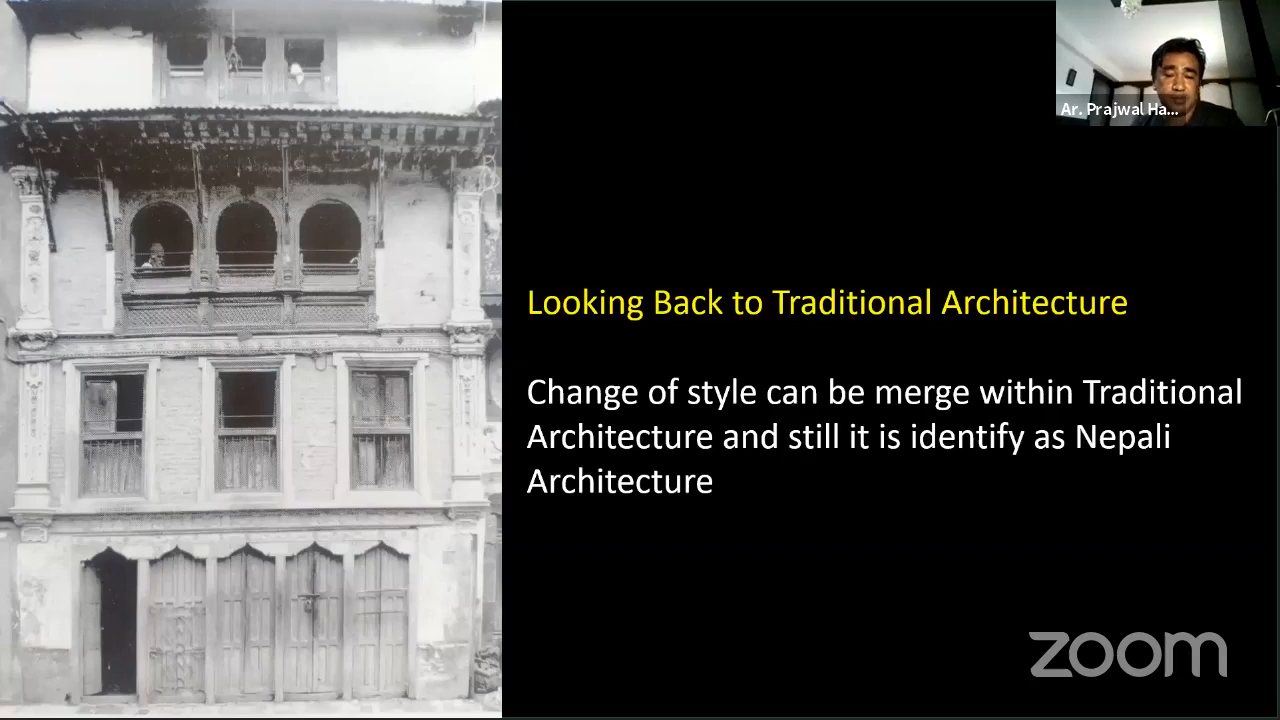 Ar. Prajwal Ha...
Looking Back to Traditional Architecture
Change of style can be merge within Traditional
Architecture and still it is identify as Nepali
Architecture
zoom